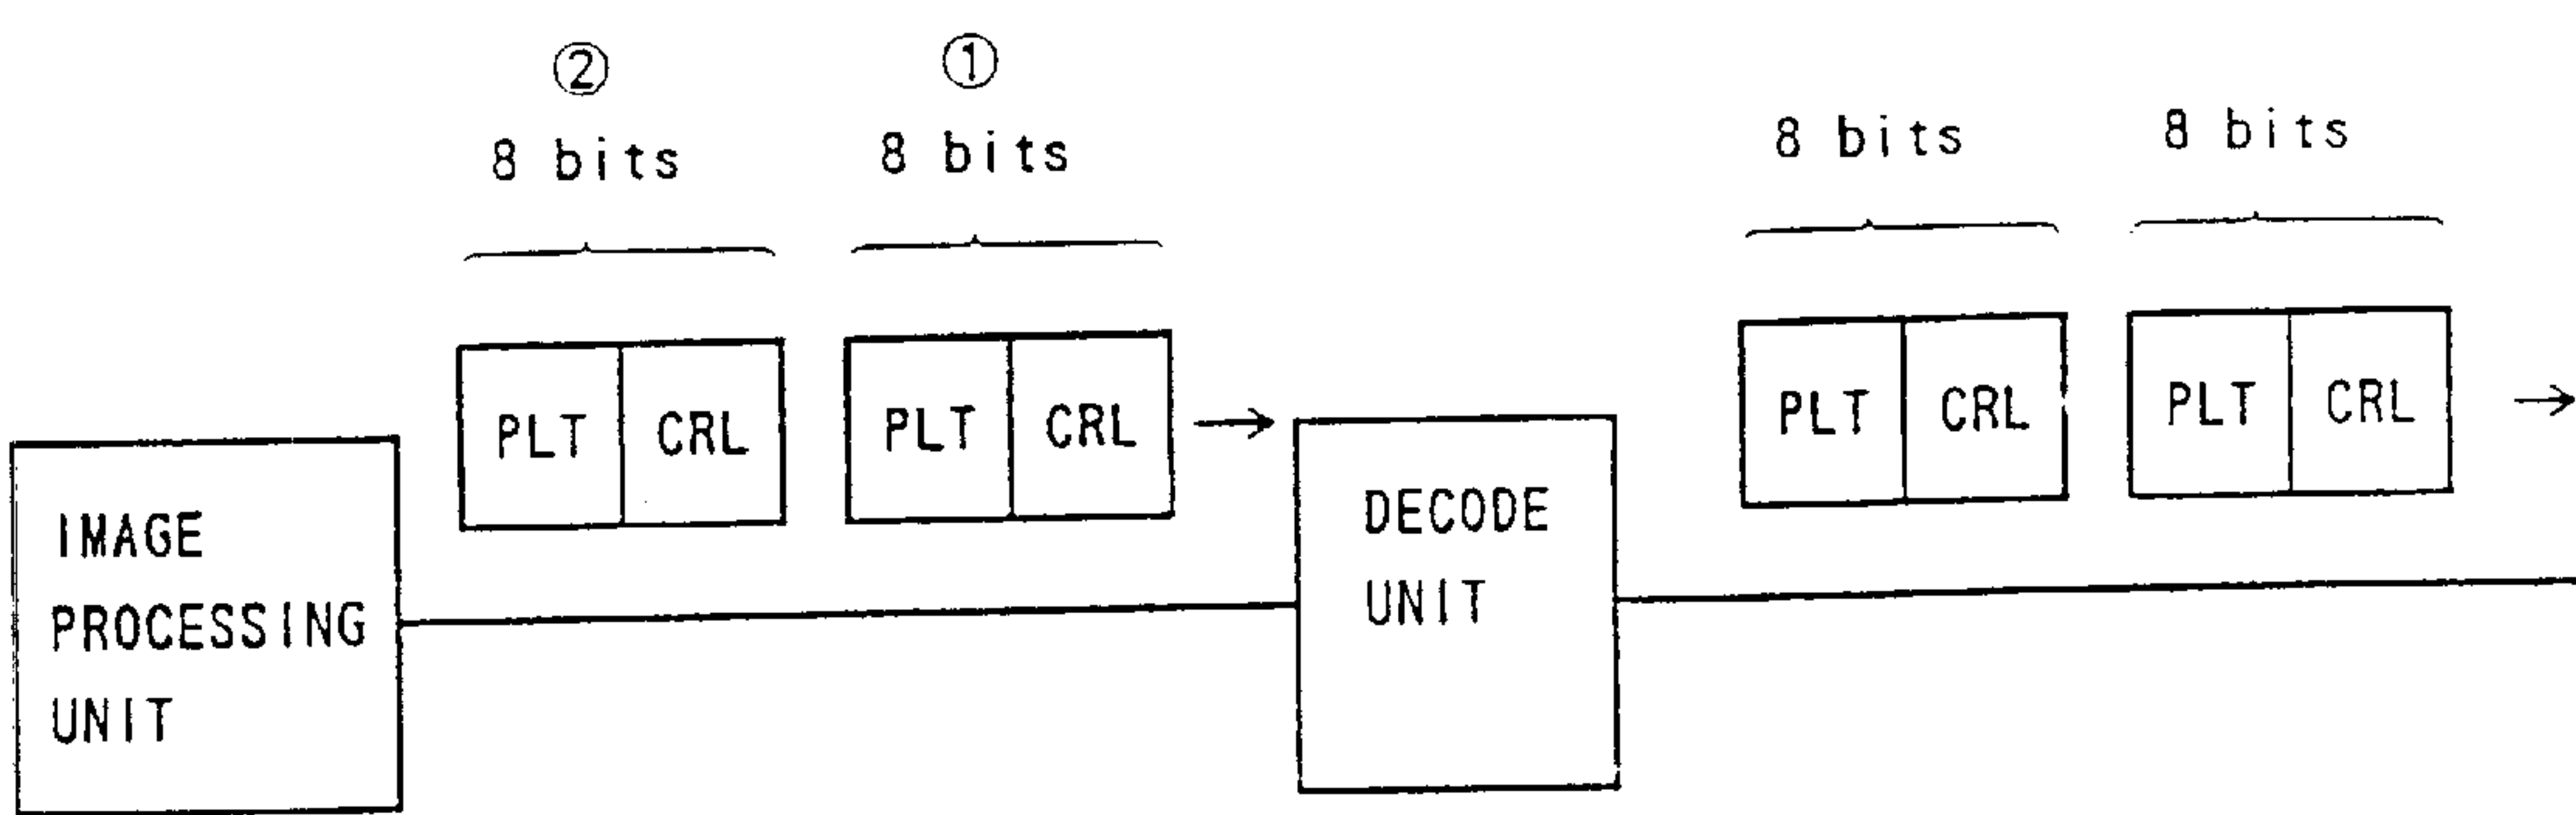 ② ①
8 bits 8 bits 8 bits 8 bits
PLT CRL PLT CRL PLT CRL PLT CRL
IMAGE
PROCESSING
UNIT
DECODE
UNIT